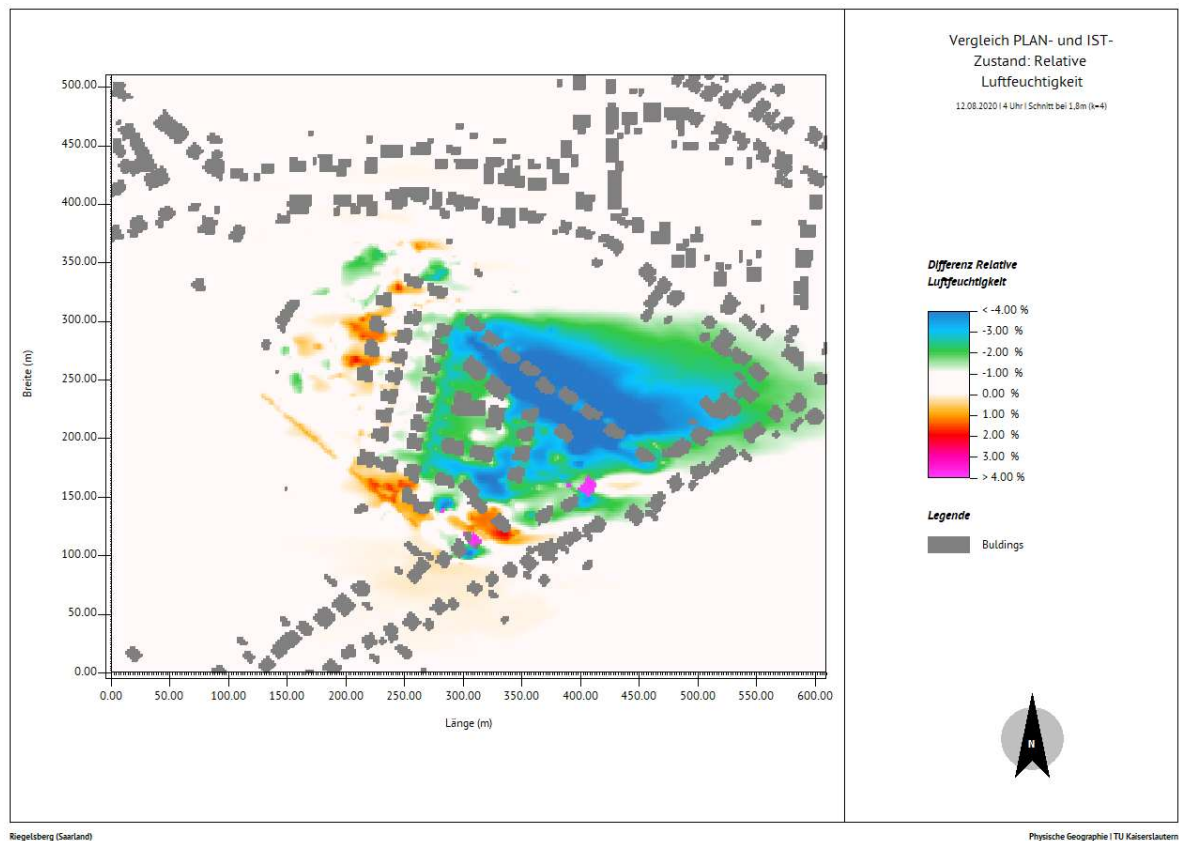 Vergleich PLAN- und IST-
Zustand: Relative
Luftfeuchtigkeit
12.08.2020 I 4 Uhr I Schnitt bei 1,8m (k=4)
500.00
450.00
400.00
350.00
300.00
250.00
200.00
150.00
100.00
50.00
0.00
Breite (m)
0.00 50.00 100.00 150.00 200.00 250.00 300.00 350.00 400.00 450.00 500.00 550.00 600.00
Länge (m)
Differenz Relative
Luftfeuchtigkeit
< -4.00 %
-3.00 %
-2.00 %
-1.00 %
0.00 %
1.00 %
2.00 %
3.00 %
> 4.00 %
Legende
Buldings
N
Riegelsberg (Saarland)
Physische Geographie I TU Kaiserslautern